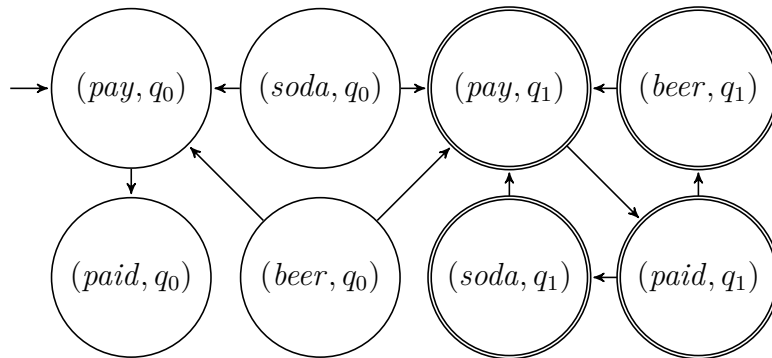 (pay, q₀) (soda, q₀) (pay, q₁) (beer, q₁)
(paid, q₀) (beer, q₀) (soda, q₁) (paid, q₁)